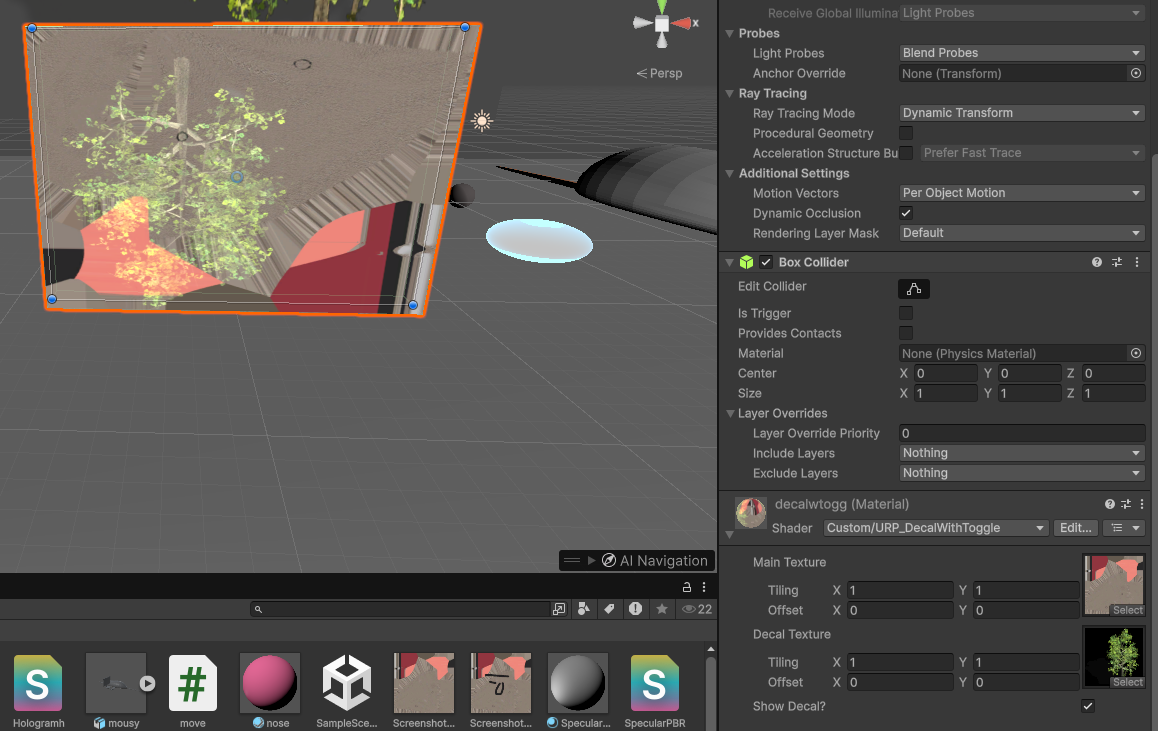 Receive Global Illumina Light Probes
Probes
Light Probes Blend Probes
Anchor Override None (Transform)
Ray Tracing
Ray Tracing Mode Dynamic Transform
Procedural Geometry
Acceleration Structure Bu Prefer Fast Trace
Additional Settings
Motion Vectors Per Object Motion
Dynamic Occlusion
Rendering Layer Mask Default
Box Collider
Edit Collider
Is Trigger
Provides Contacts
Material None (Physics Material)
Center X 0 Y 0 Z 0
Size X 1 Y 1 Z 1
Layer Overrides
Layer Override Priority 0
Include Layers Nothing
Exclude Layers Nothing
decalwtogg (Material)
Shader Custom/URP_DecalWithToggle Edit...
Main Texture
Tiling X 1 Y 1
Offset X 0 Y 0
Select
Decal Texture
Tiling X 1 Y 1
Offset X 0 Y 0
Select
Show Decal?
x
Persp
AI Navigation
22
S
#
S
Hologramh
mousy
move
nose
SampleSce...
Screenshot...
Screenshot...
Specular...
SpecularPBR